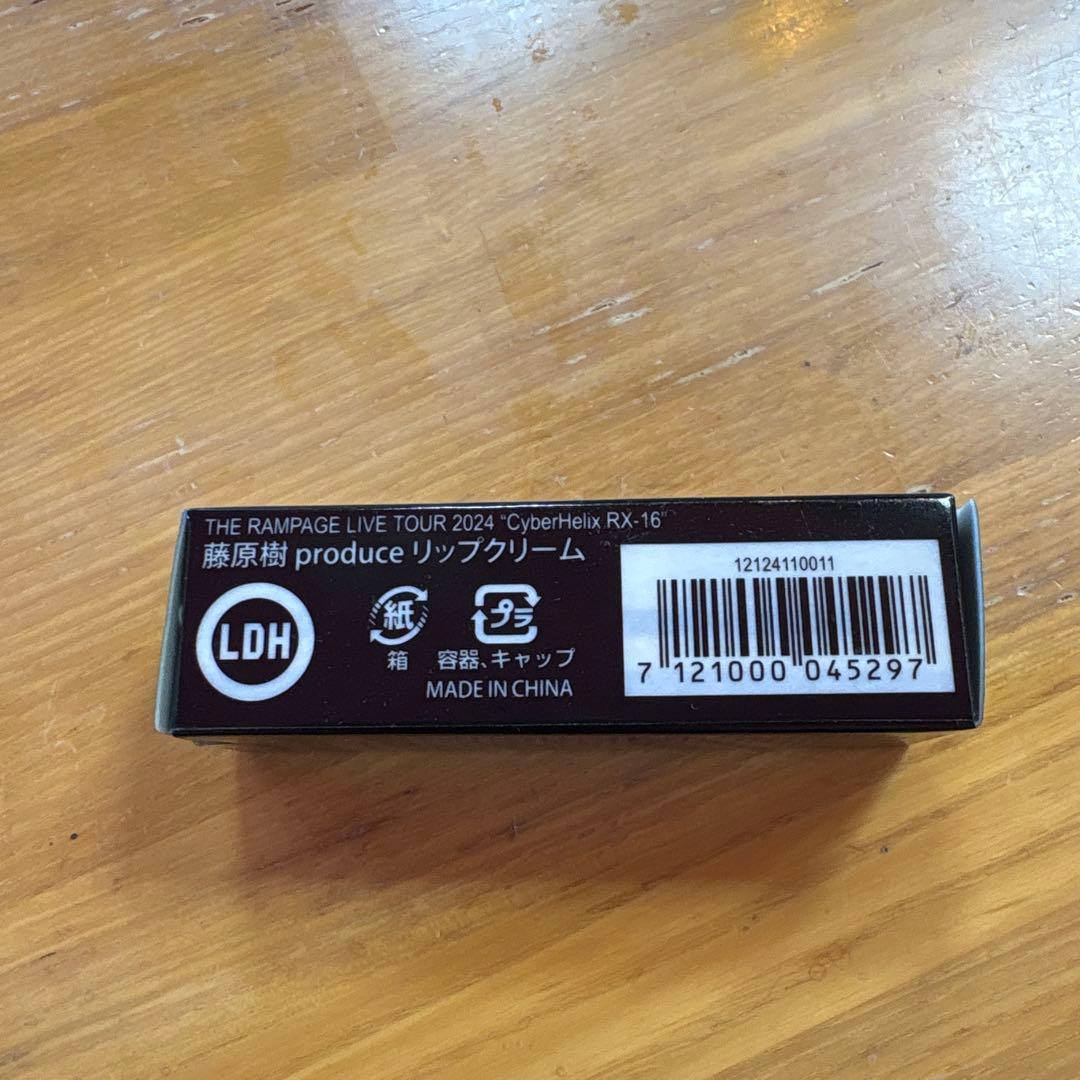 THE RAMPAGE LIVE TOUR 2024 “CyberHelix RX-16”
藤原樹 produce リップクリーム
LDH
紙
箱
プラ
容器、キャップ
MADE IN CHINA
12124110011
7 121000 045297